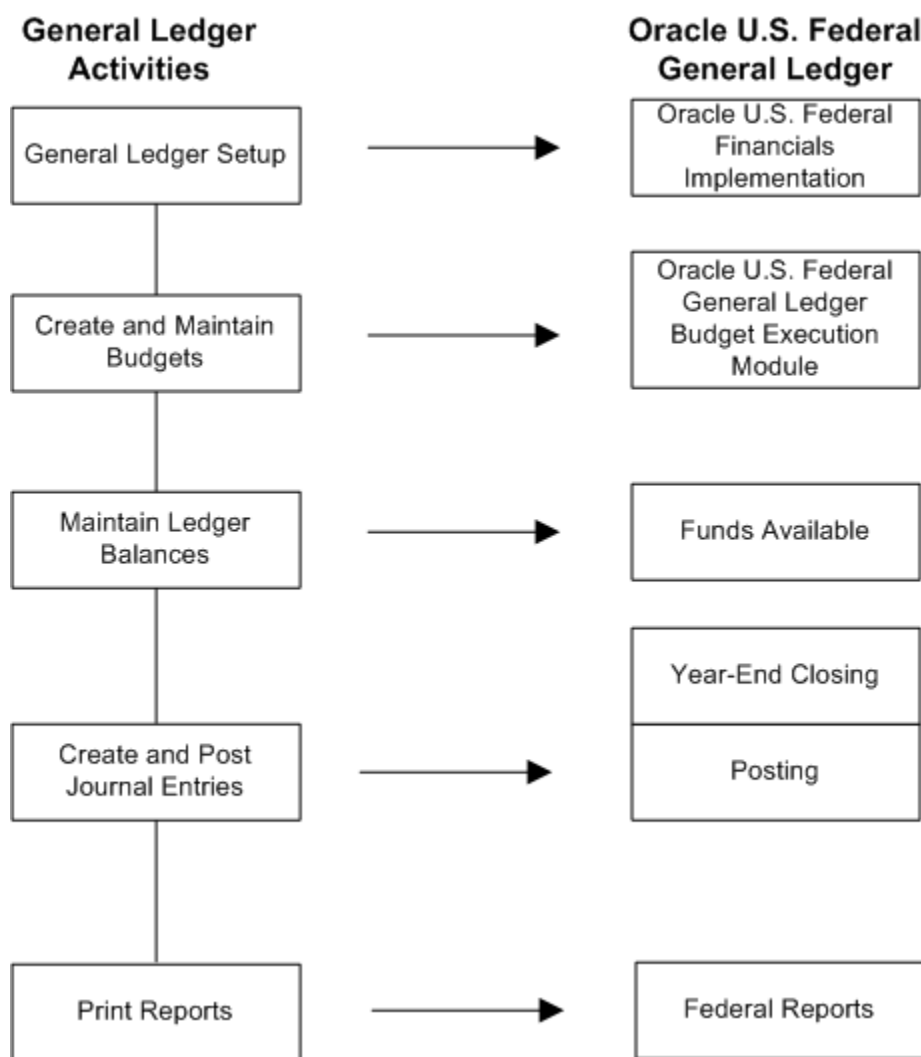 General Ledger
Activities
Oracle U.S. Federal
General Ledger
General Ledger Setup
Oracle U.S. Federal
Financials
Implementation
Create and Maintain
Budgets
Oracle U.S. Federal
General Ledger
Budget Execution
Module
Maintain Ledger
Balances
Funds Available
Year-End Closing
Create and Post
Journal Entries
Posting
Print Reports
Federal Reports